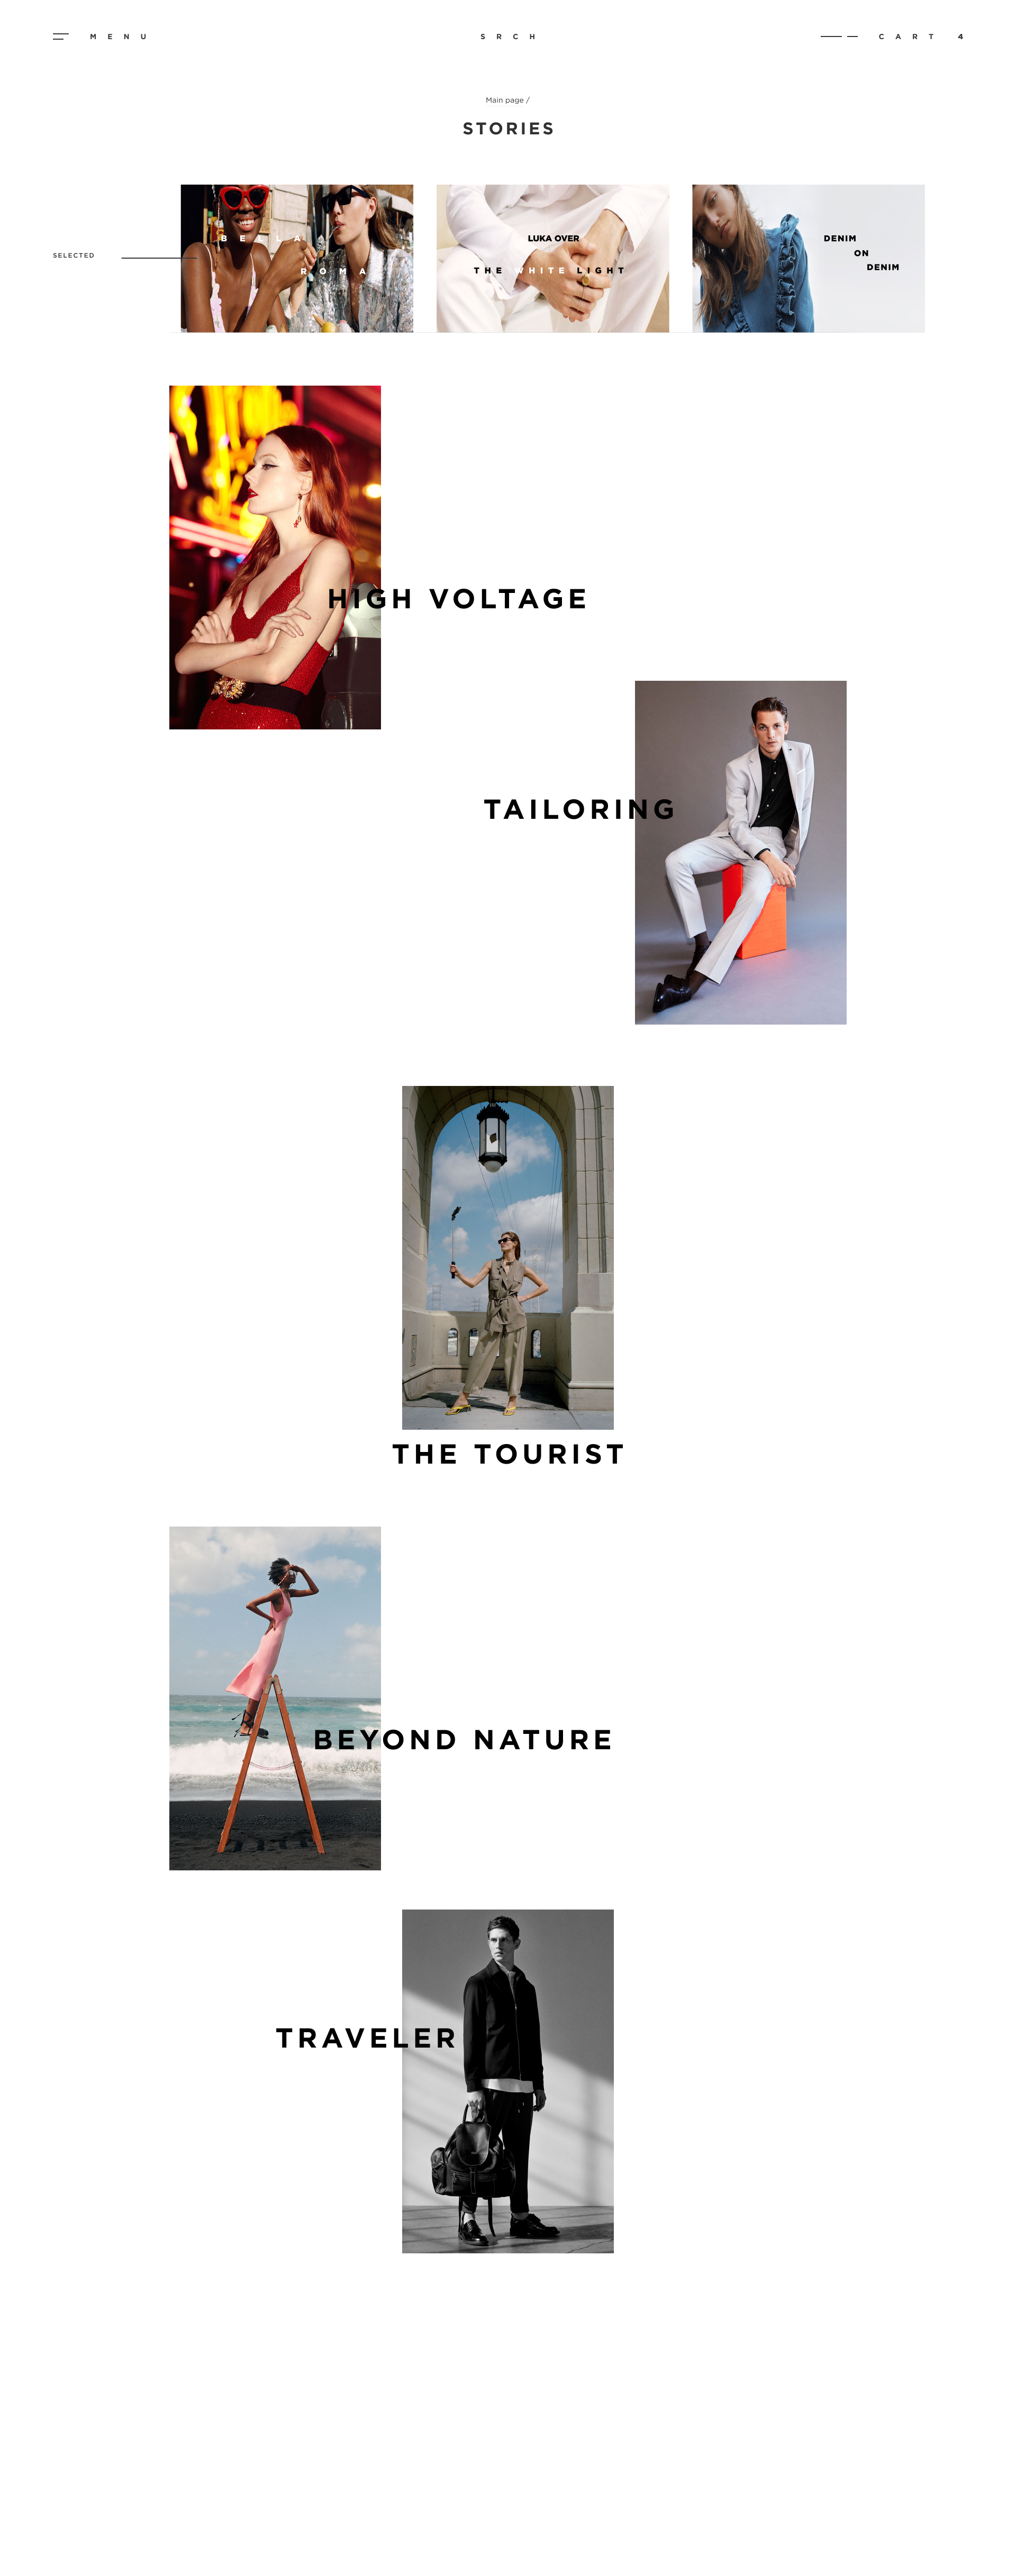 MENU
SRCH
CART 4
Main page /
STORIES
SELECTED
BELLA
ROMA
LUKA OVER
THE WHITE LIGHT
DENIM
ON
DENIM
HIGH VOLTAGE
TAILORING
THE TOURIST
BEYOND NATURE
TRAVELER